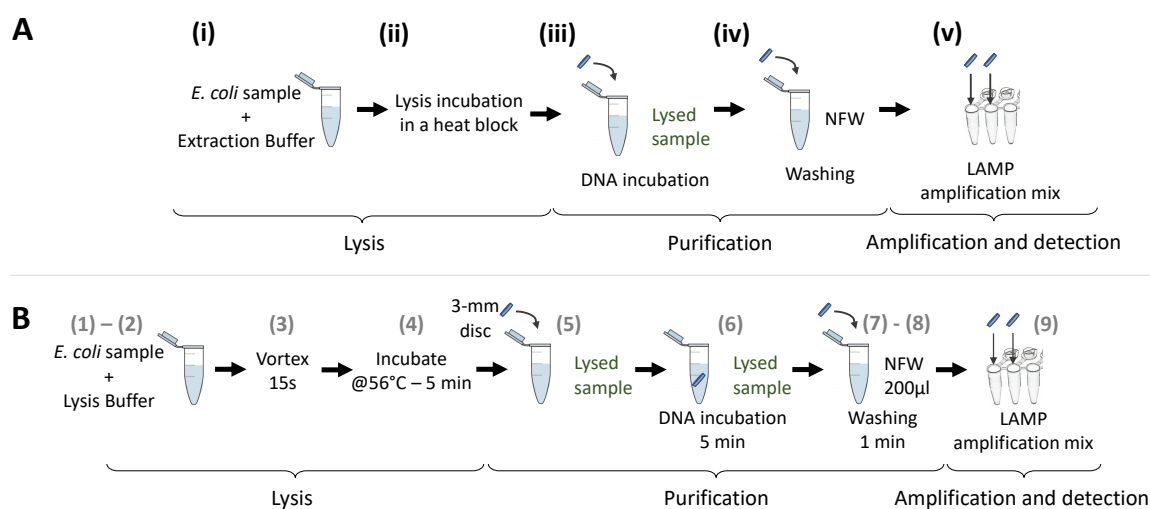 A
(i)
(ii)
(iii)
(iv)
(v)
E. coli sample
+
Extraction Buffer
Lysis incubation
in a heat block
Lysed
sample
DNA incubation
NFW
Washing
LAMP
amplification mix
Lysis
Purification
Amplification and detection
B
(1) – (2)
E. coli sample
+
Lysis Buffer
(3)
Vortex
15s
(4)
Incubate
@56°C – 5 min
3-mm
disc
(5)
Lysed
sample
(6)
Lysed
sample
DNA incubation
5 min
(7) - (8)
NFW
200µl
Washing
1 min
(9)
LAMP
amplification mix
Lysis
Purification
Amplification and detection